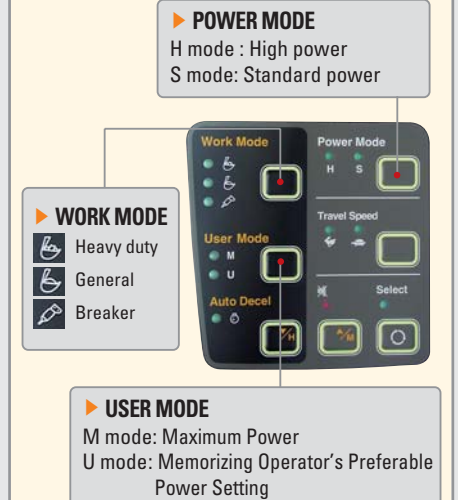 POWER MODE
H mode : High power
S mode: Standard power
Work Mode
Power Mode
H S
WORK MODE
Heavy duty
General
Breaker
Travel Speed
User Mode
M
U
Auto Decel
Select
/H
/M
USER MODE
M mode: Maximum Power
U mode: Memorizing Operator's Preferable
Power Setting